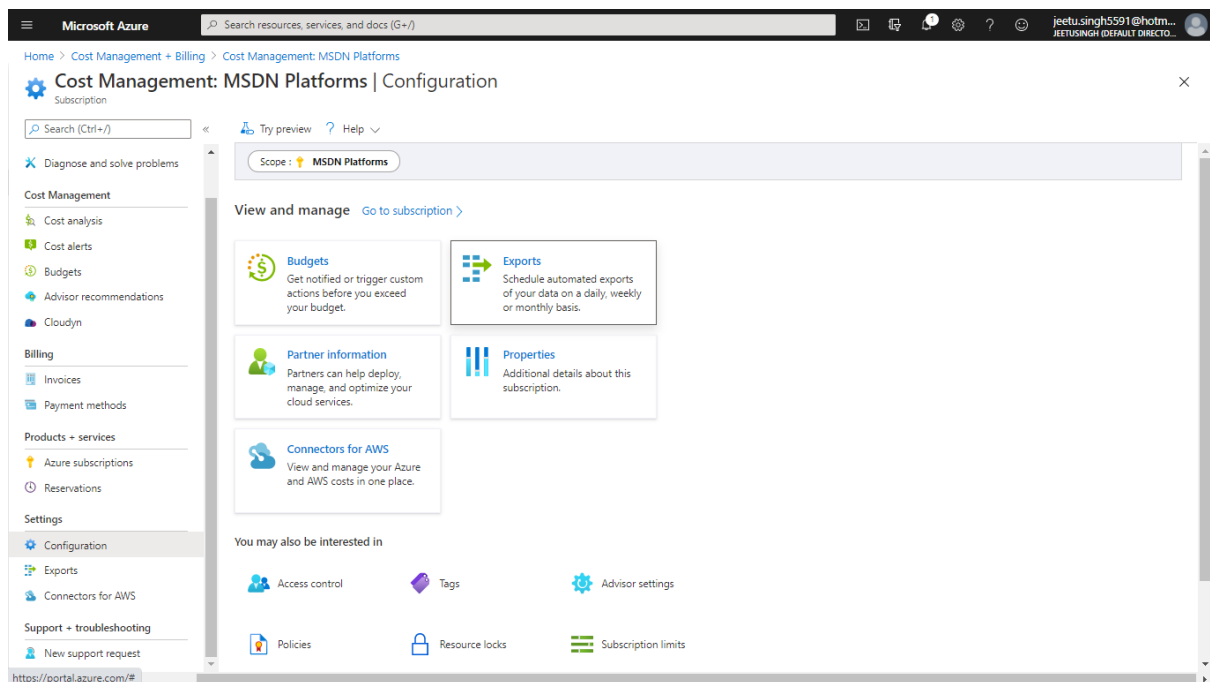 Microsoft Azure
Search resources, services, and docs (G+/)
1
jeetu.singh5591@hotm...
JEETUSINGH (DEFAULT DIRECTO...
Home > Cost Management + Billing > Cost Management: MSDN Platforms
Cost Management: MSDN Platforms | Configuration
Subscription
Search (Ctrl+/)
«
Try preview
? Help
Diagnose and solve problems
Cost Management
Cost analysis
Cost alerts
Budgets
Advisor recommendations
Cloudyn
Billing
Invoices
Payment methods
Products + services
Azure subscriptions
Reservations
Settings
Configuration
Exports
Connectors for AWS
Support + troubleshooting
New support request
https://portal.azure.com/#
Scope : MSDN Platforms
View and manage Go to subscription >
Budgets
Get notified or trigger custom
actions before you exceed
your budget.
Exports
Schedule automated exports
of your data on a daily, weekly
or monthly basis.
Partner information
Partners can help deploy,
manage, and optimize your
cloud services.
Properties
Additional details about this
subscription.
Connectors for AWS
View and manage your Azure
and AWS costs in one place.
You may also be interested in
Access control
Tags
Advisor settings
Policies
Resource locks
Subscription limits